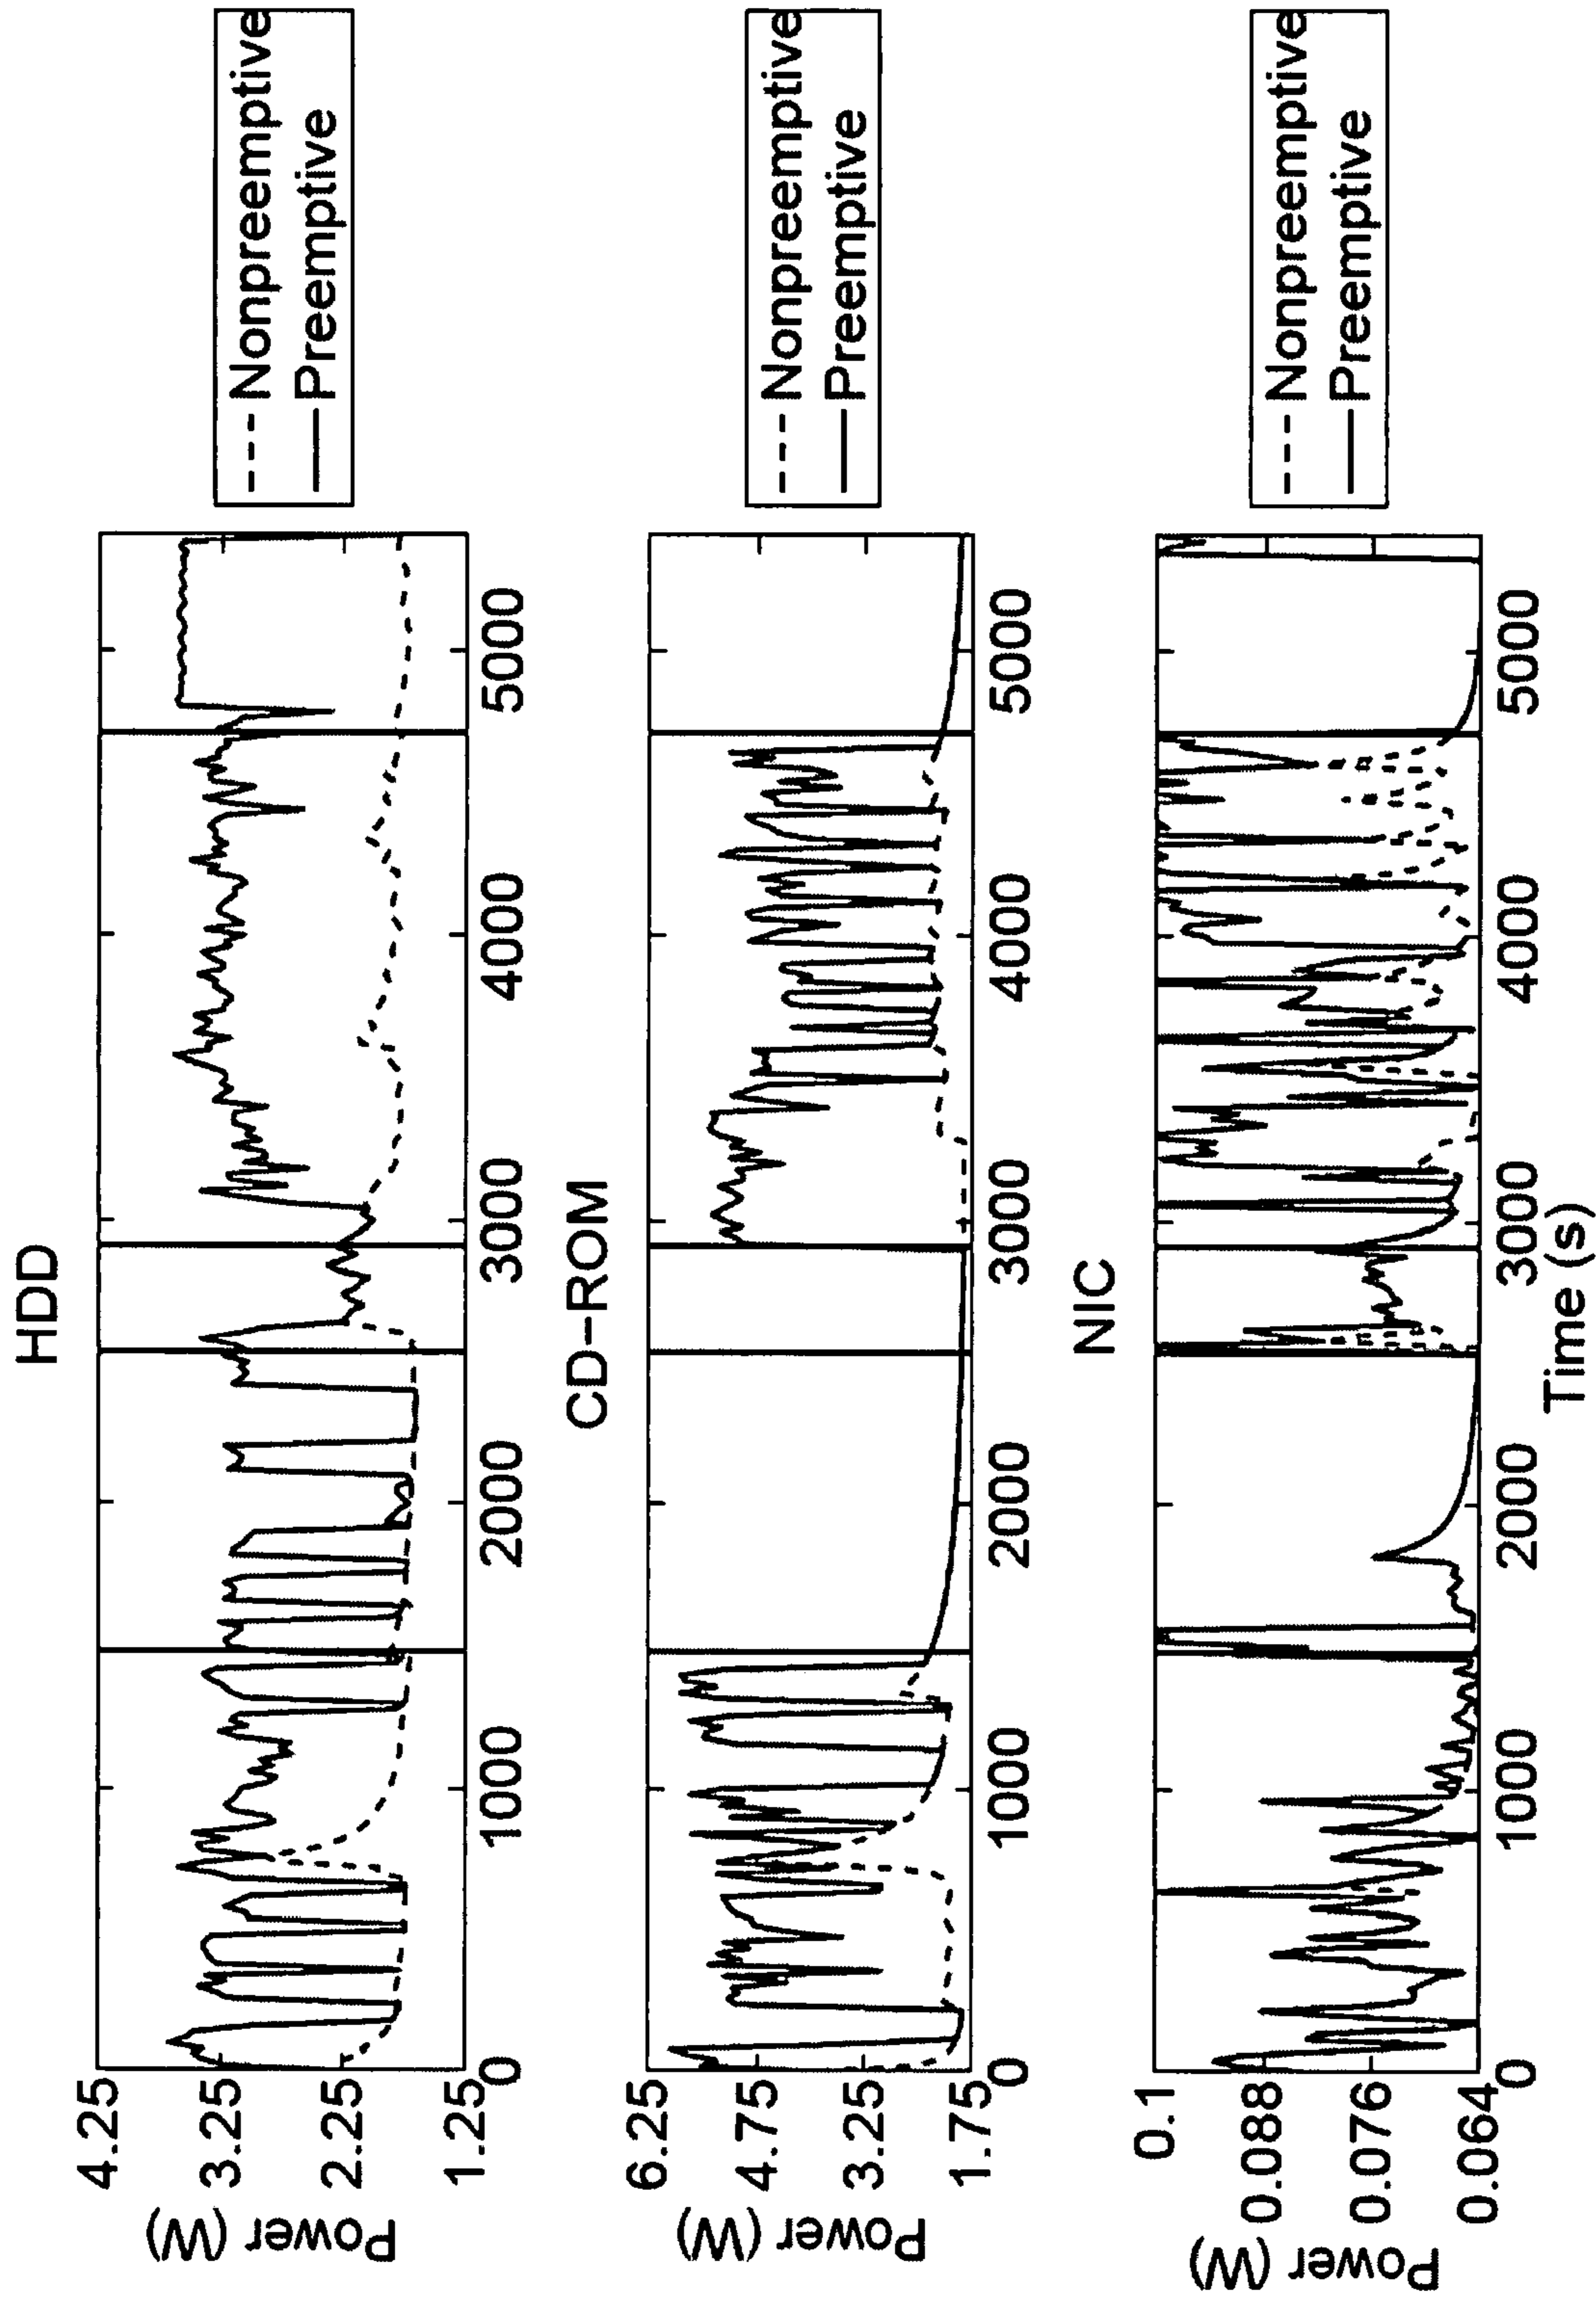 HDD
Power (W)
4.25
3.25
2.25
1.25
0
1000
2000
3000
4000
5000
Nonpreemptive
Preemptive
CD-ROM
Power (W)
6.25
4.75
3.25
1.75
0
1000
2000
3000
4000
5000
Nonpreemptive
Preemptive
NIC
Power (W)
0.1
0.088
0.076
0.064
0
1000
2000
3000
4000
5000
Time (s)
Nonpreemptive
Preemptive